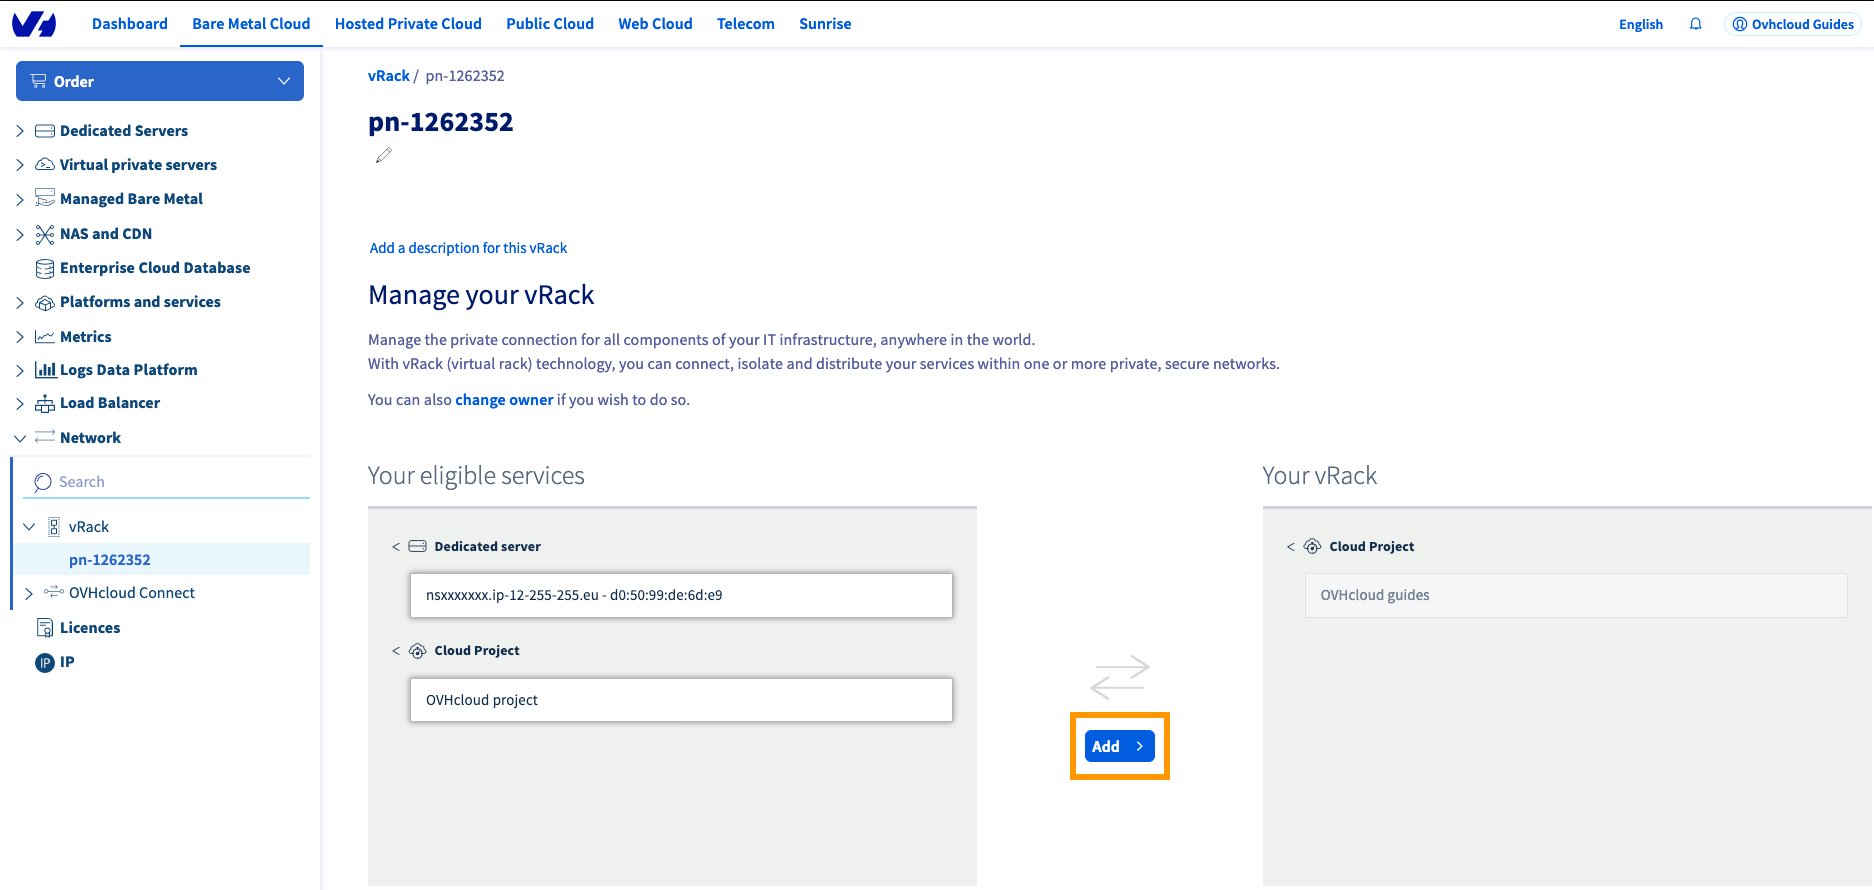 Dashboard
Bare Metal Cloud
Hosted Private Cloud
Public Cloud
Web Cloud
Telecom
Sunrise
English
Ovhcloud Guides
Order
Dedicated Servers
Virtual private servers
Managed Bare Metal
NAS and CDN
Enterprise Cloud Database
Platforms and services
Metrics
Logs Data Platform
Load Balancer
Network
Search
vRack
pn-1262352
OVHcloud Connect
Licences
IP IP
vRack / pn-1262352
pn-1262352
Add a description for this vRack
Manage your vRack
Manage the private connection for all components of your IT infrastructure, anywhere in the world.
With vRack (virtual rack) technology, you can connect, isolate and distribute your services within one or more private, secure networks.
You can also change owner if you wish to do so.
Your eligible services
< Dedicated server
nsxxxxxxx.ip-12-255-255.eu - d0:50:99:de:6d:e9
< Cloud Project
OVHcloud project
Add >
Your vRack
< Cloud Project
OVHcloud guides